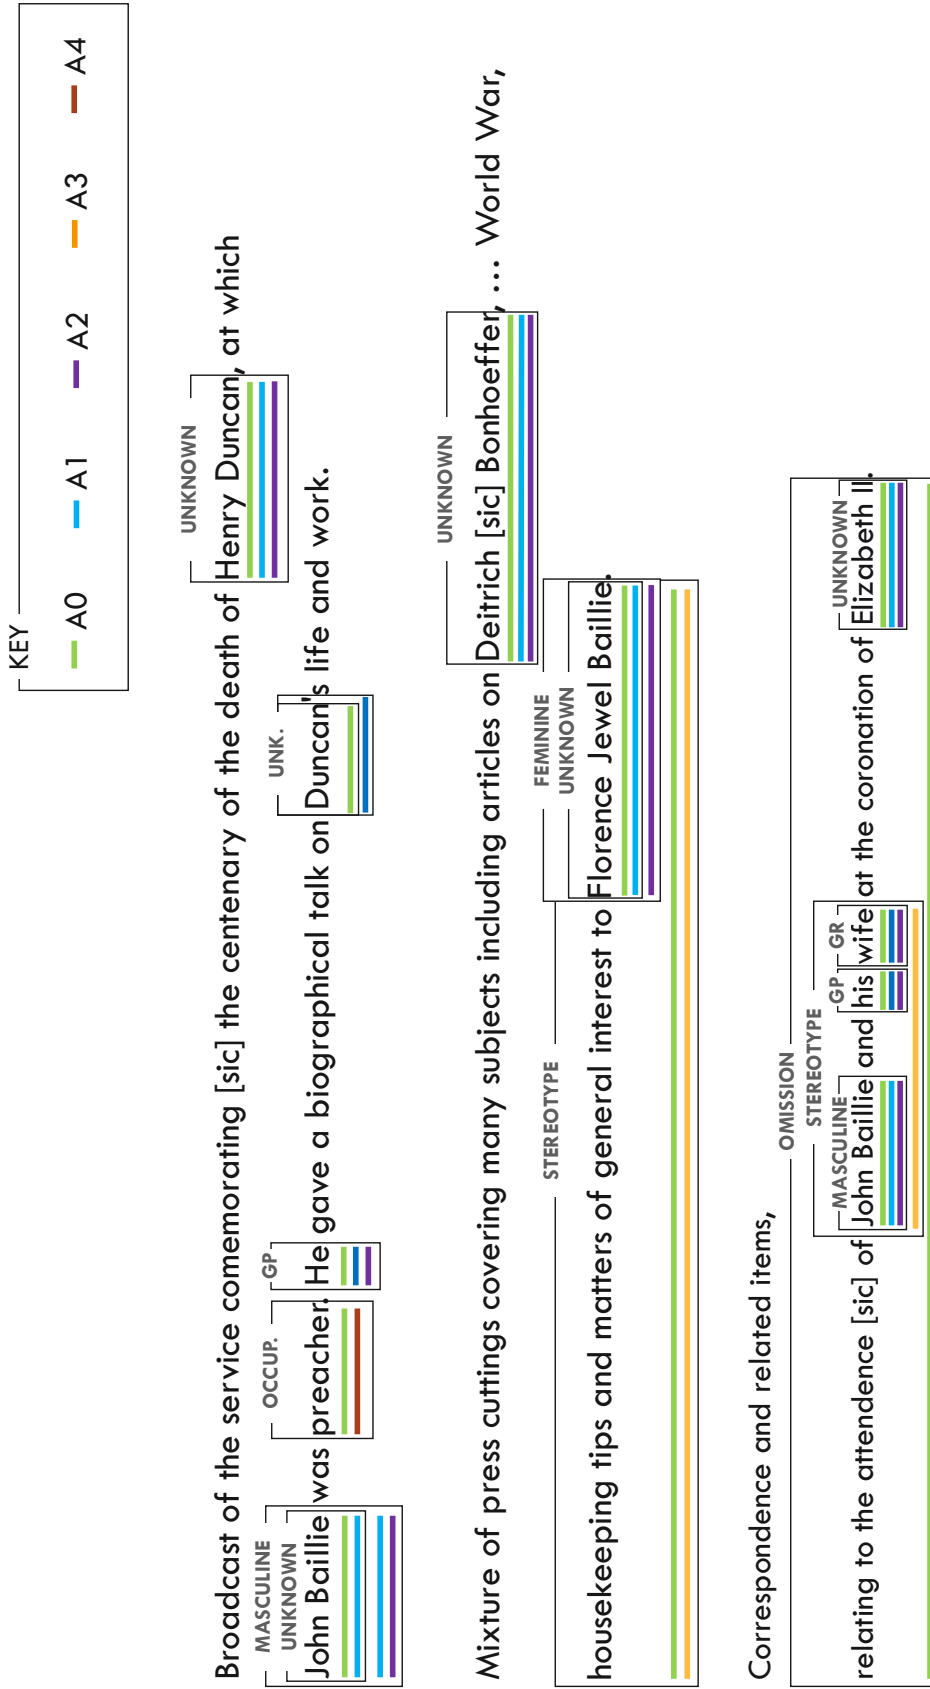 KEY
A0 A1 A2 A3 A4
UNKNOWN
Broadcast of the service comemorating [sic] the centenary of the death of Henry Duncan, at which
MASCULINE
UNKNOWN
OCCUP.
GP
UNK.
John Baillie was preacher. He gave a biographical talk on Duncan's life and work.
UNKNOWN
Mixture of press cuttings covering many subjects including articles on Deitrich [sic] Bonhoeffer, ... World War,
STEREOTYPE
FEMININE
UNKNOWN
housekeeping tips and matters of general interest to Florence Jewel Baillie.
Correspondence and related items,
OMISSION
STEREOTYPE
MASCULINE
GP
GR
UNKNOWN
relating to the attendence [sic] of John Baillie and his wife at the coronation of Elizabeth II.